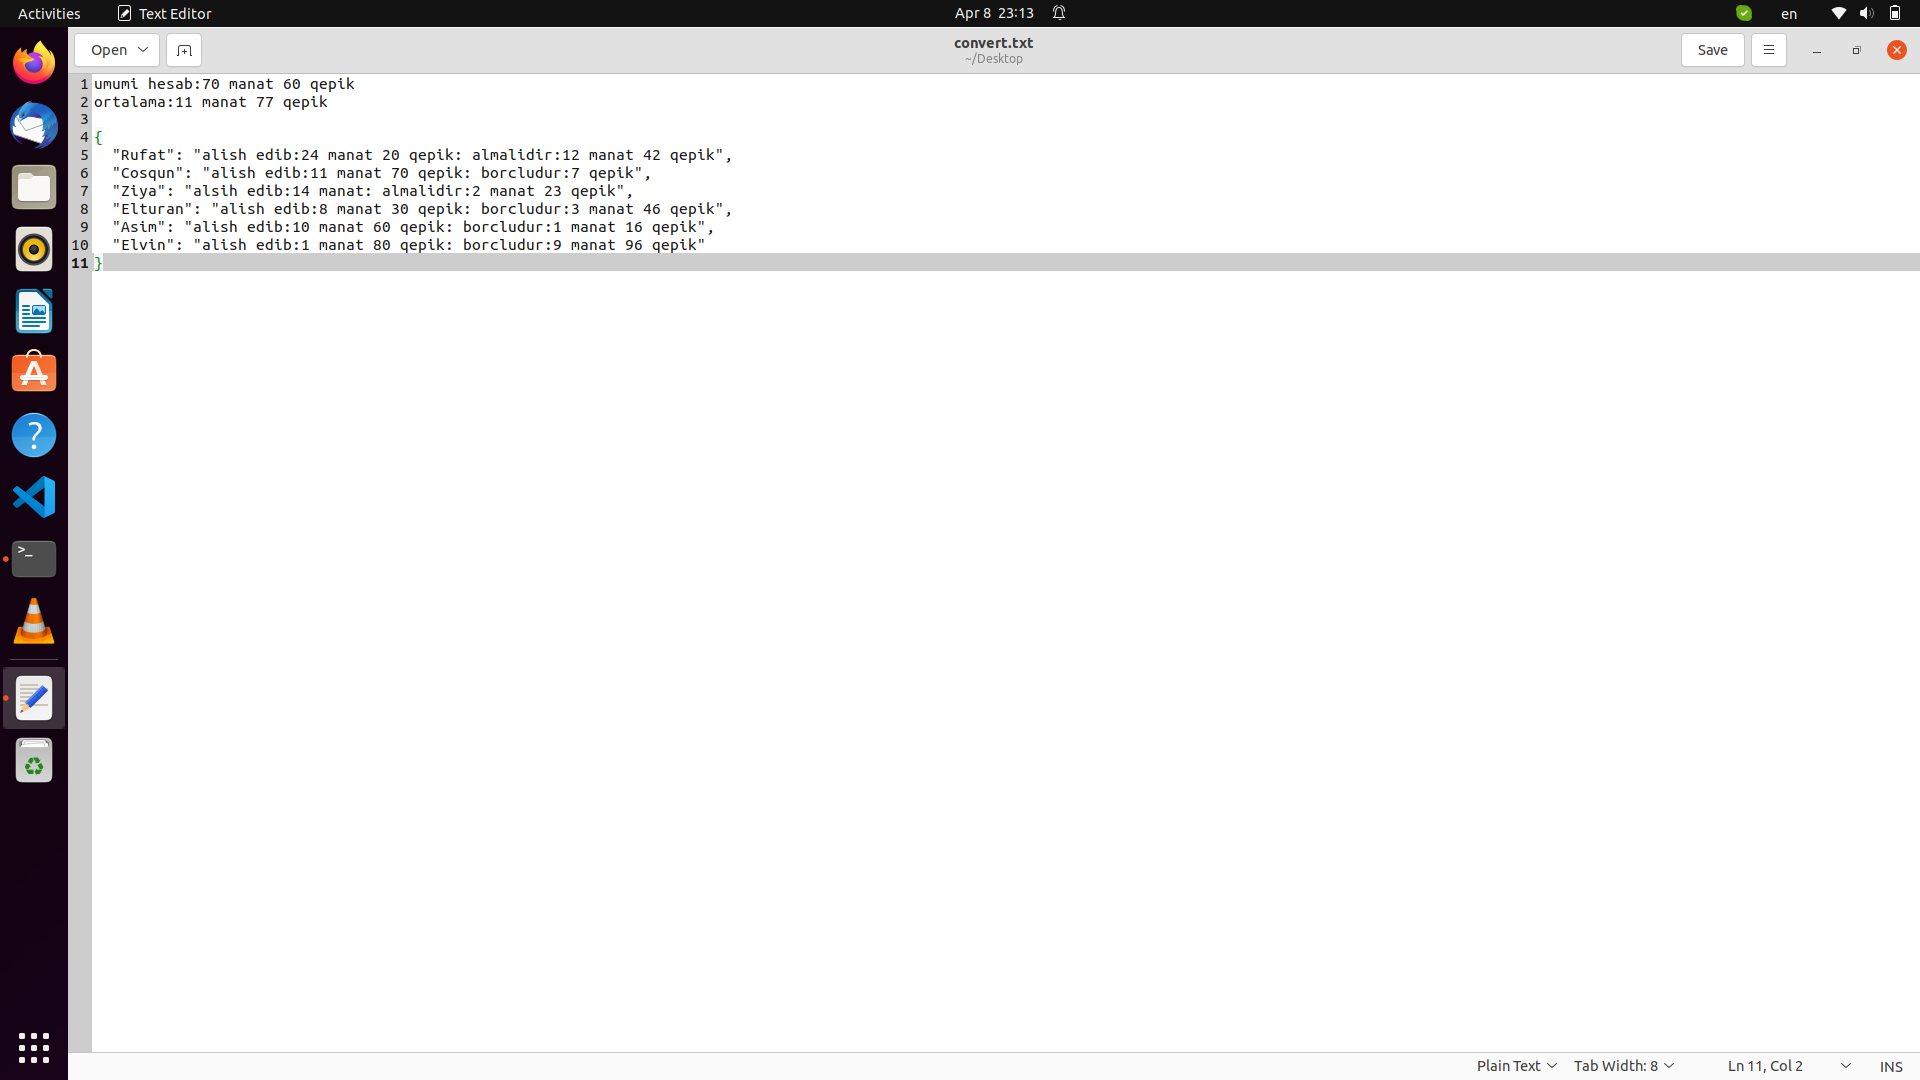 Activities Text Editor Apr 8 23:13 en
Open convert.txt Save
~/Desktop
1 umumi hesab:70 manat 60 qepik
2 ortalama:11 manat 77 qepik
3
4 {
5   "Rufat": "alish edib:24 manat 20 qepik: almalidir:12 manat 42 qepik",
6   "Cosqun": "alish edib:11 manat 70 qepik: borcludur:7 qepik",
7   "Ziya": "alsih edib:14 manat: almalidir:2 manat 23 qepik",
8   "Elturan": "alish edib:8 manat 30 qepik: borcludur:3 manat 46 qepik",
9   "Asim": "alish edib:10 manat 60 qepik: borcludur:1 manat 16 qepik",
10   "Elvin": "alish edib:1 manat 80 qepik: borcludur:9 manat 96 qepik"
11 }
Plain Text Tab Width: 8 Ln 11, Col 2 INS